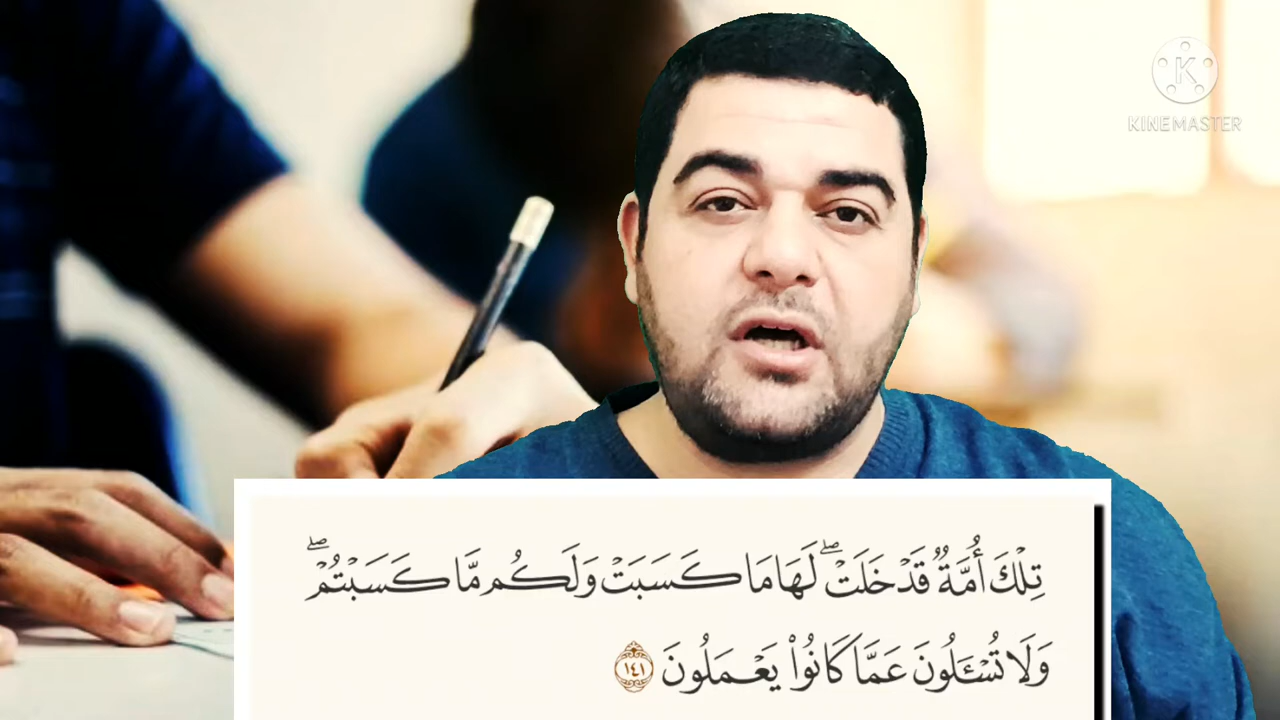 KINEMASTER
تِلْكَ أُمَّةٌ قَدْ خَلَتْ ۖ لَهَا مَا كَسَبَتْ وَلَكُم مَّا كَسَبْتُمْ ۖ
وَلَا تُسْـَٔلُونَ عَمَّا كَانُوا۟ يَعْمَلُونَ ١٤١